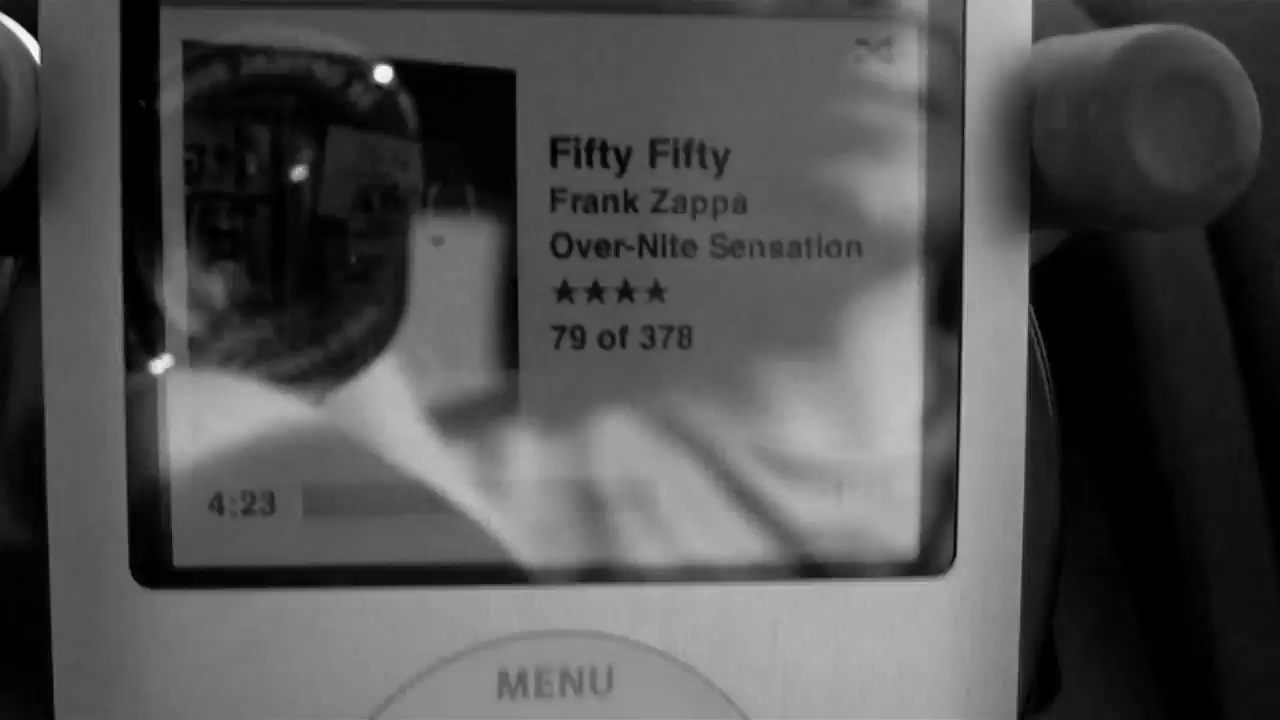 Fifty Fifty
Frank Zappa
Over-Nite Sensation
★★★★
79 of 378
4:23
MENU